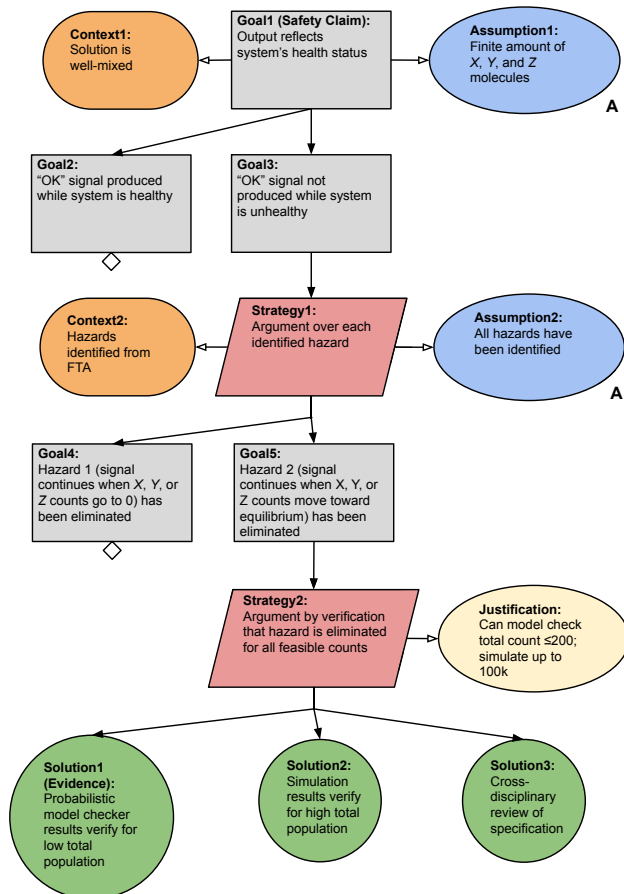 Context1:
Solution is
well-mixed
Goal1 (Safety Claim):
Output reflects
system's health status
Assumption1:
Finite amount of
X, Y, and Z
molecules
A
Goal2:
"OK" signal produced
while system is healthy
Goal3:
"OK" signal not
produced while system
is unhealthy
Context2:
Hazards
identified from
FTA
Strategy1:
Argument over each
identified hazard
Assumption2:
All hazards have
been identified
A
Goal4:
Hazard 1 (signal
continues when X, Y, or
Z counts go to 0) has
been eliminated
Goal5:
Hazard 2 (signal
continues when X, Y, or
Z counts move toward
equilibrium) has been
eliminated
Strategy2:
Argument by verification
that hazard is eliminated
for all feasible counts
Justification:
Can model check
total count ≤200;
simulate up to
100k
Solution1
(Evidence):
Probabilistic
model checker
results verify for
low total
population
Solution2:
Simulation
results verify
for high total
population
Solution3:
Cross-
disciplinary
review of
specification